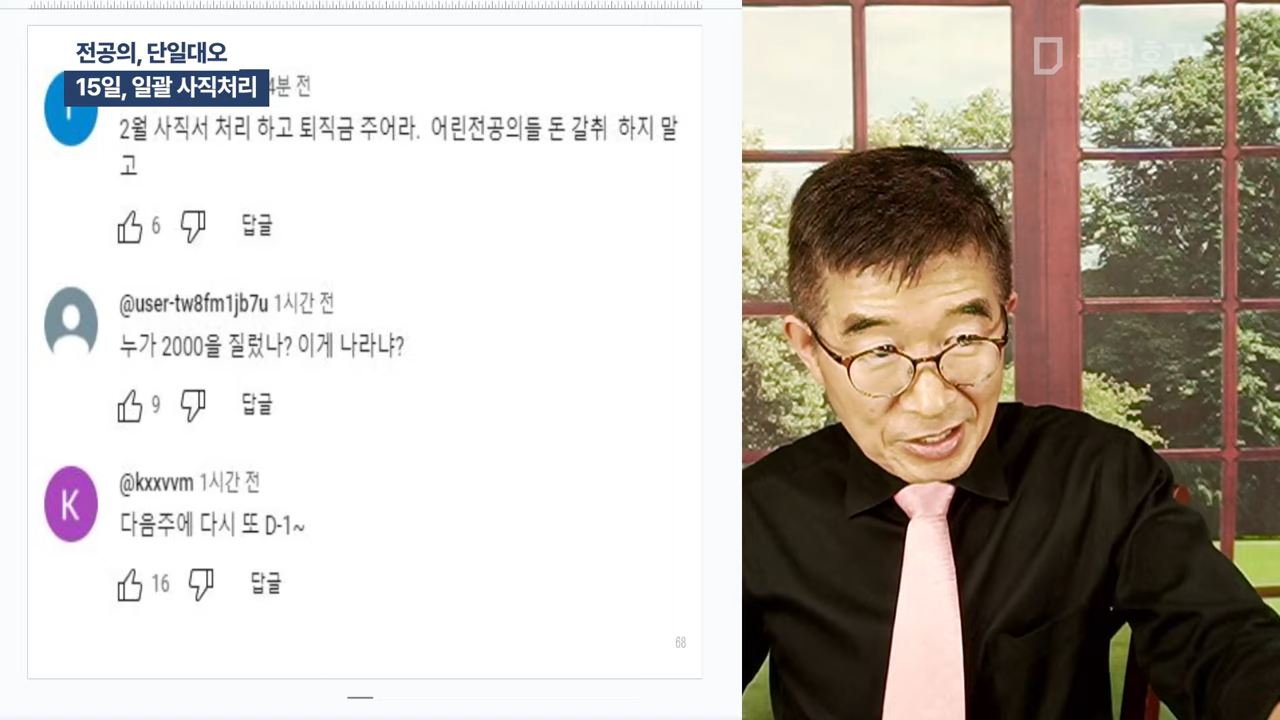 전공의, 단일대오
15일, 일괄 사직처리
4분 전
2월 사직서 처리 하고 퇴직금 주어라. 어린전공의들 돈 갈취 하지 말
고
6 답글
@user-tw8fm1jb7u 1시간 전
누가 2000을 질렀나? 이게 나라냐?
9 답글
K
@kxxvvm 1시간 전
다음주에 다시 또 D-1~
16 답글
68